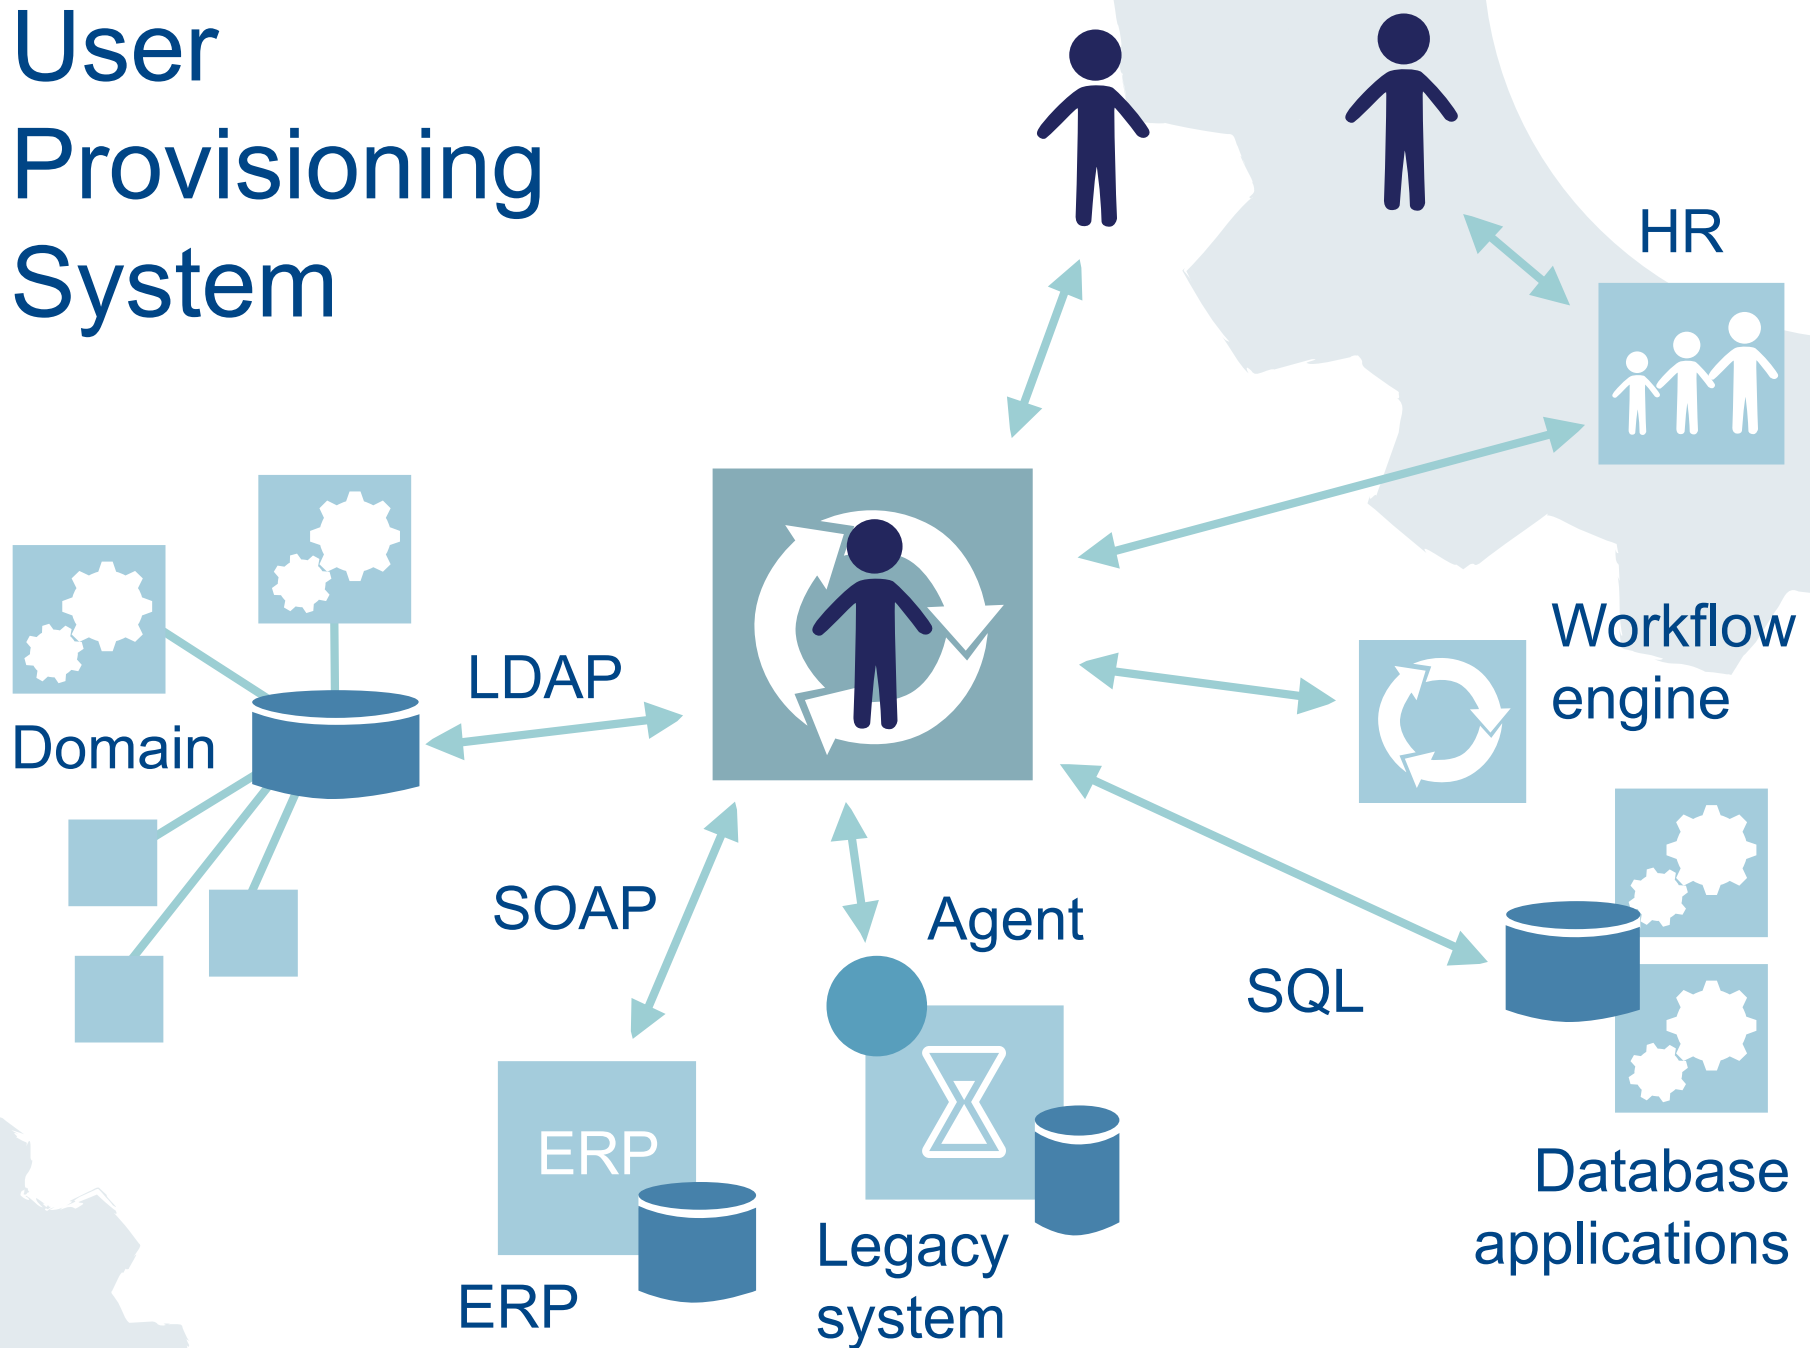 User
Provisioning
System
HR
Workflow
engine
LDAP
Domain
SOAP
Agent
SQL
ERP
Database
applications
Legacy
system
ERP